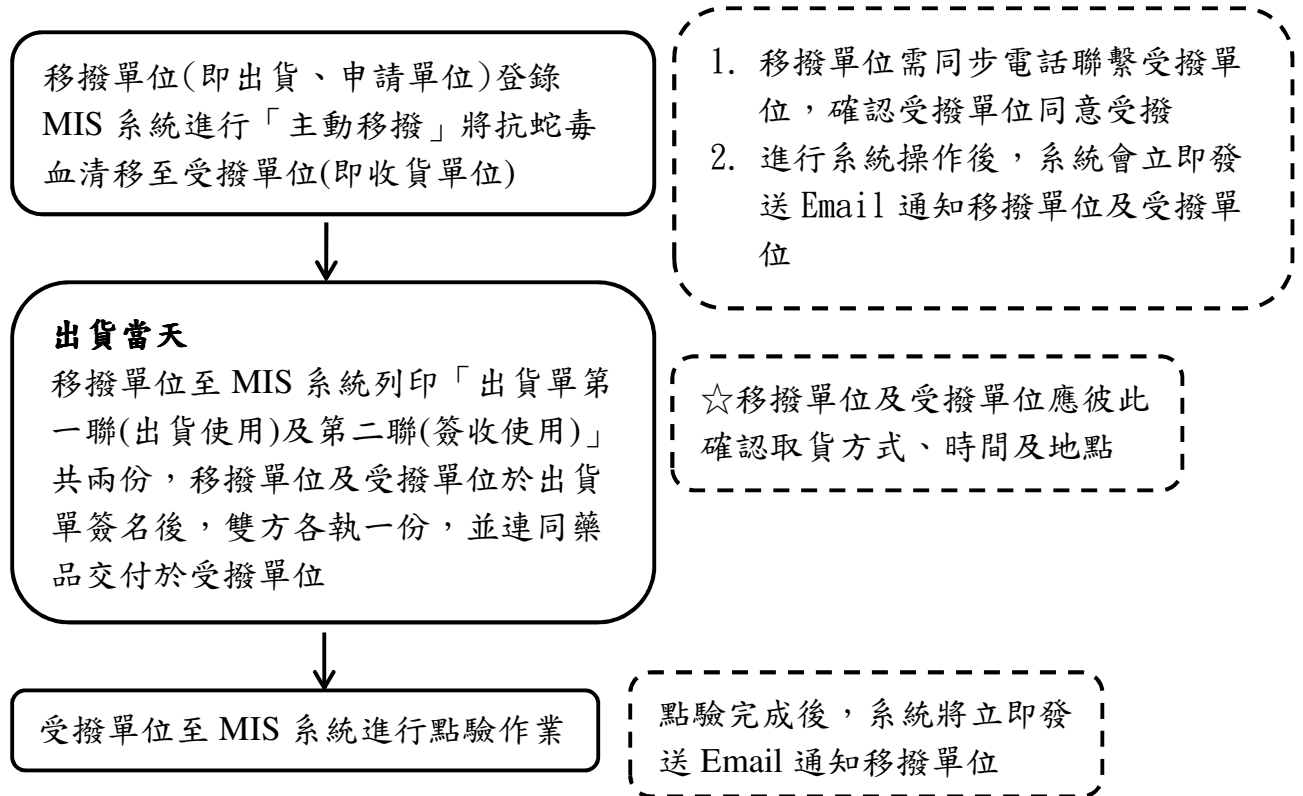 移撥單位(即出貨、申請單位)登錄
MIS 系統進行「主動移撥」將抗蛇毒
血清移至受撥單位(即收貨單位)
1. 移撥單位需同步電話聯繫受撥單
位，確認受撥單位同意受撥
2. 進行系統操作後，系統會立即發
送 Email 通知移撥單位及受撥單
位
出貨當天
移撥單位至 MIS 系統列印「出貨單第
一聯(出貨使用)及第二聯(簽收使用)」
共兩份，移撥單位及受撥單位於出貨
單簽名後，雙方各執一份，並連同藥
品交付於受撥單位
☆移撥單位及受撥單位應彼此
確認取貨方式、時間及地點
受撥單位至 MIS 系統進行點驗作業
點驗完成後，系統將立即發
送 Email 通知移撥單位